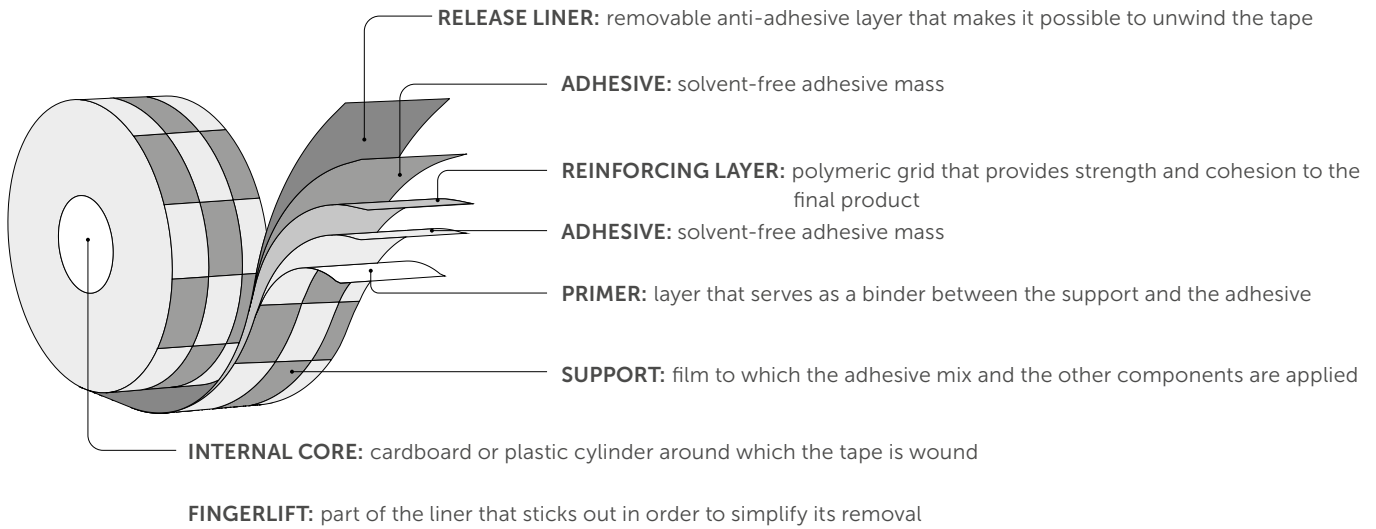 RELEASE LINER: removable anti-adhesive layer that makes it possible to unwind the tape
ADHESIVE: solvent-free adhesive mass
REINFORCING LAYER: polymeric grid that provides strength and cohesion to the
final product
ADHESIVE: solvent-free adhesive mass
PRIMER: layer that serves as a binder between the support and the adhesive
SUPPORT: film to which the adhesive mix and the other components are applied
INTERNAL CORE: cardboard or plastic cylinder around which the tape is wound
FINGERLIFT: part of the liner that sticks out in order to simplify its removal